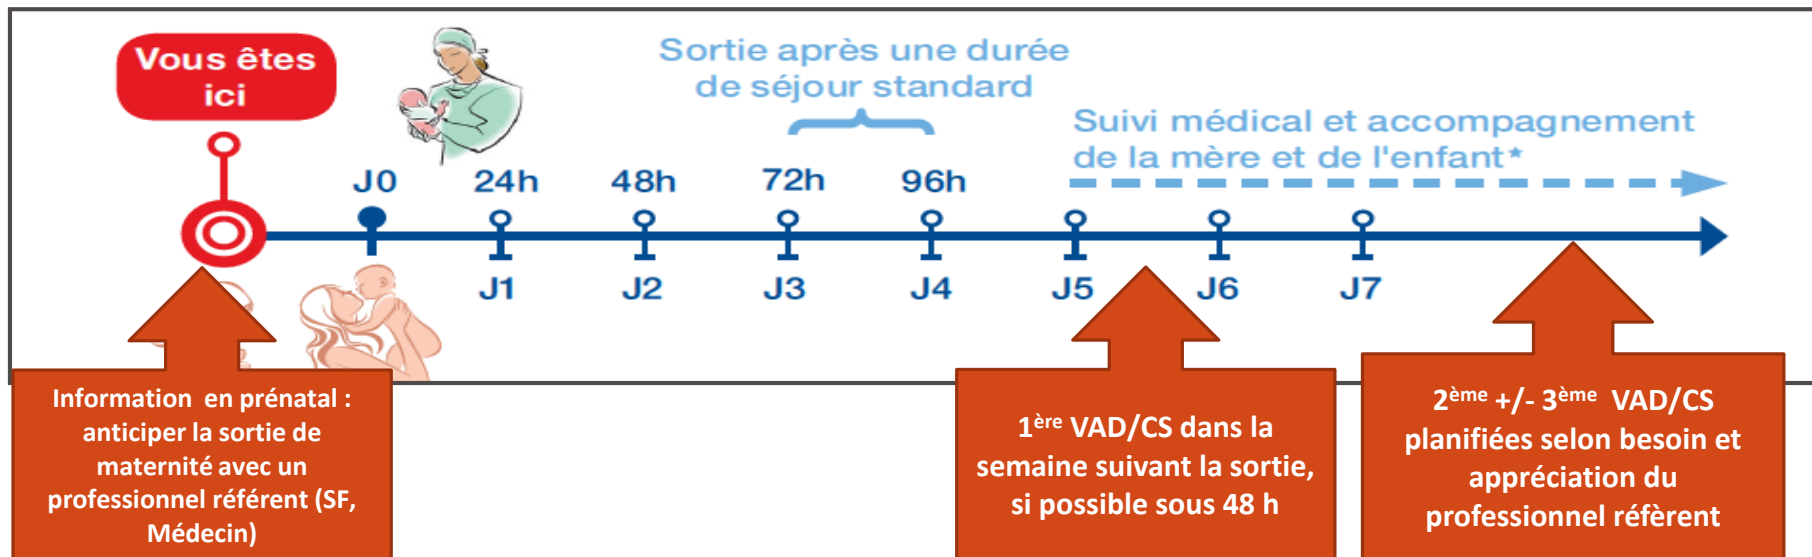 Vous êtes
ici
Sortie après une durée
de séjour standard
Suivi médical et accompagnement
de la mère et de l'enfant*
J0 24h 48h 72h 96h
J1 J2 J3 J4 J5 J6 J7
Information en prénatal :
anticiper la sortie de
maternité avec un
professionnel référent (SF,
Médecin)
1ère VAD/CS dans la
semaine suivant la sortie,
si possible sous 48 h
2ème +/- 3ème VAD/CS
planifiées selon besoin et
appréciation du
professionnel réfèrent